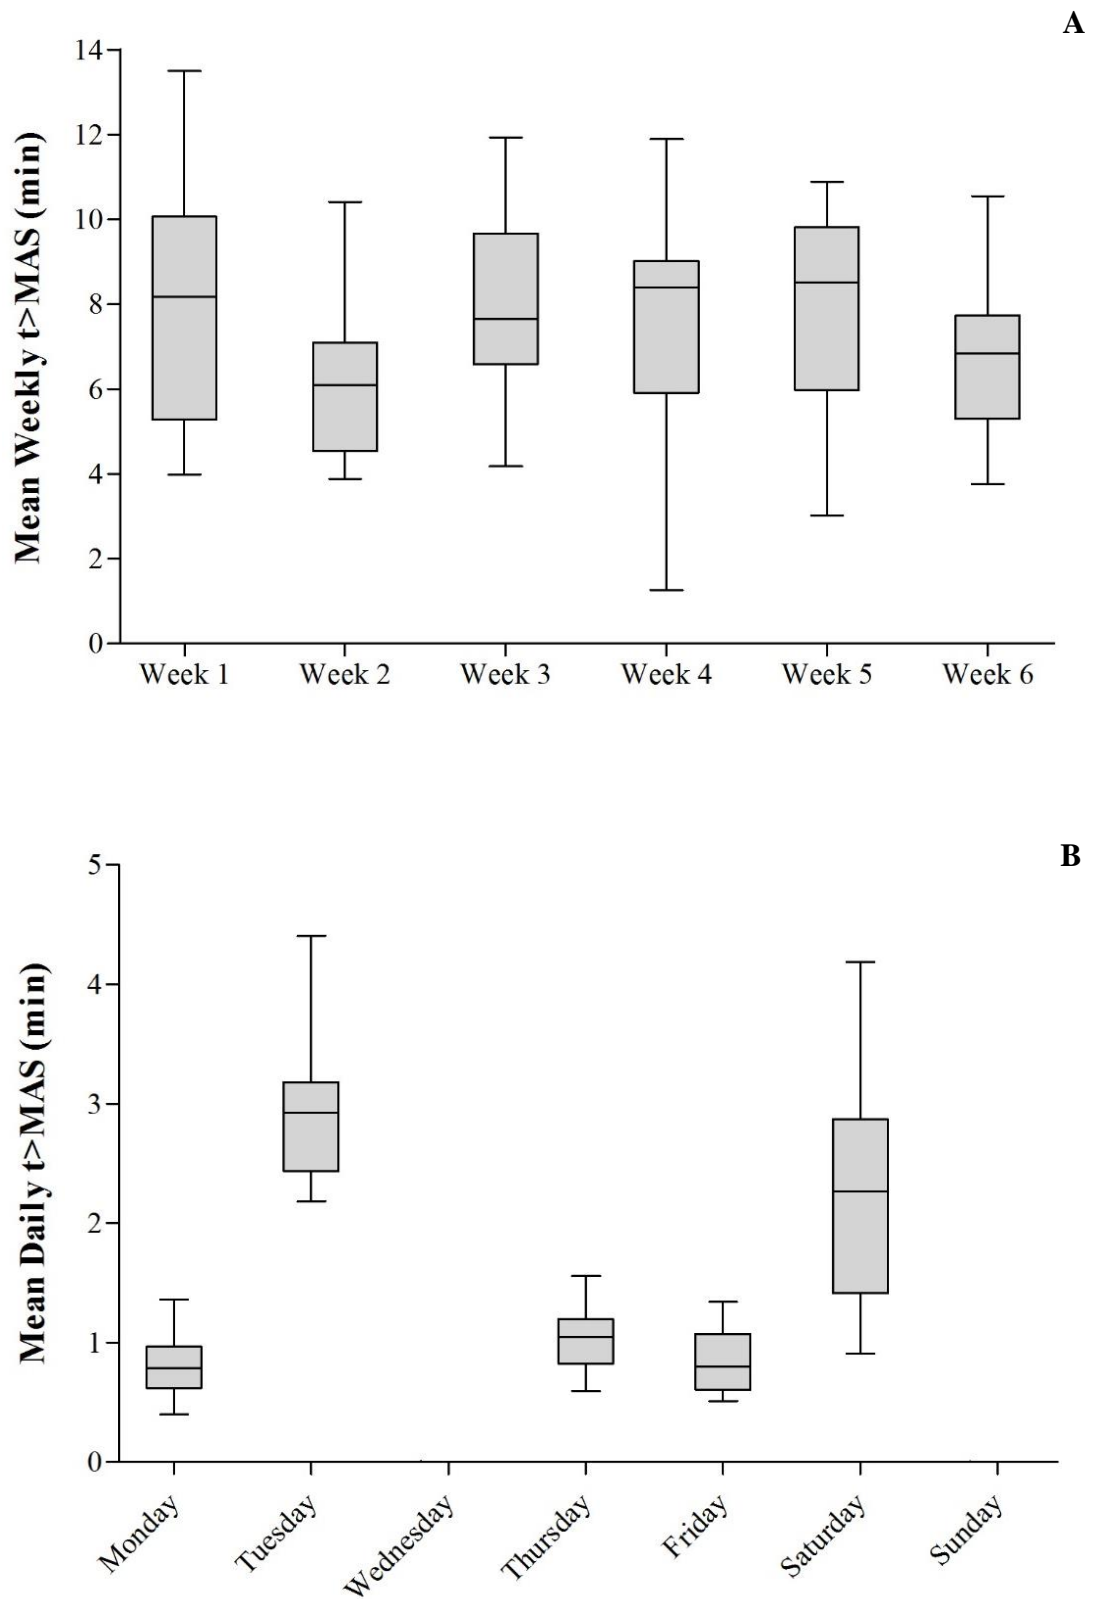 A
Mean Weekly t>MAS (min)
14
12
10
8
6
4
2
0
Week 1 Week 2 Week 3 Week 4 Week 5 Week 6
B
Mean Daily t>MAS (min)
5
4
3
2
1
0
Monday Tuesday Wednesday Thursday Friday Saturday Sunday